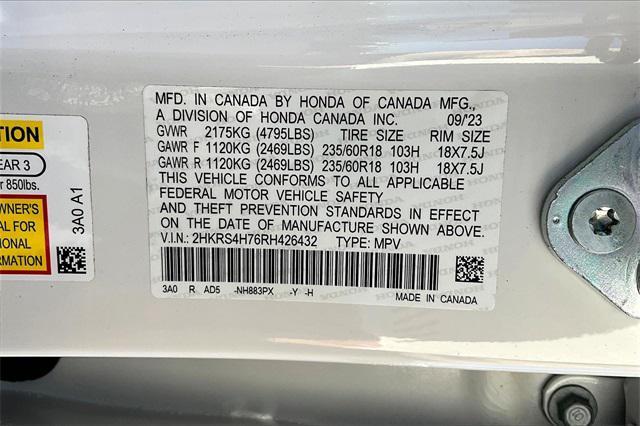 MFD. IN CANADA BY HONDA OF CANADA MFG.,
A DIVISION OF HONDA CANADA INC. 09/'23
GVWR 2175KG (4795LBS) TIRE SIZE RIM SIZE
GAWR F 1120KG (2469LBS) 235/60R18 103H 18X7.5J
GAWR R 1120KG (2469LBS) 235/60R18 103H 18X7.5J
THIS VEHICLE CONFORMS TO ALL APPLICABLE
FEDERAL MOTOR VEHICLE SAFETY
AND THEFT PREVENTION STANDARDS IN EFFECT
ON THE DATE OF MANUFACTURE SHOWN ABOVE.
V.I.N.: 2HKRS4H76RH426432 TYPE: MPV
3A0 R AD5 -NH883PX -Y -H
MADE IN CANADA
EAR 3
r 850lbs.
WNER'S
FOR
IONAL
ION
3A0 A1